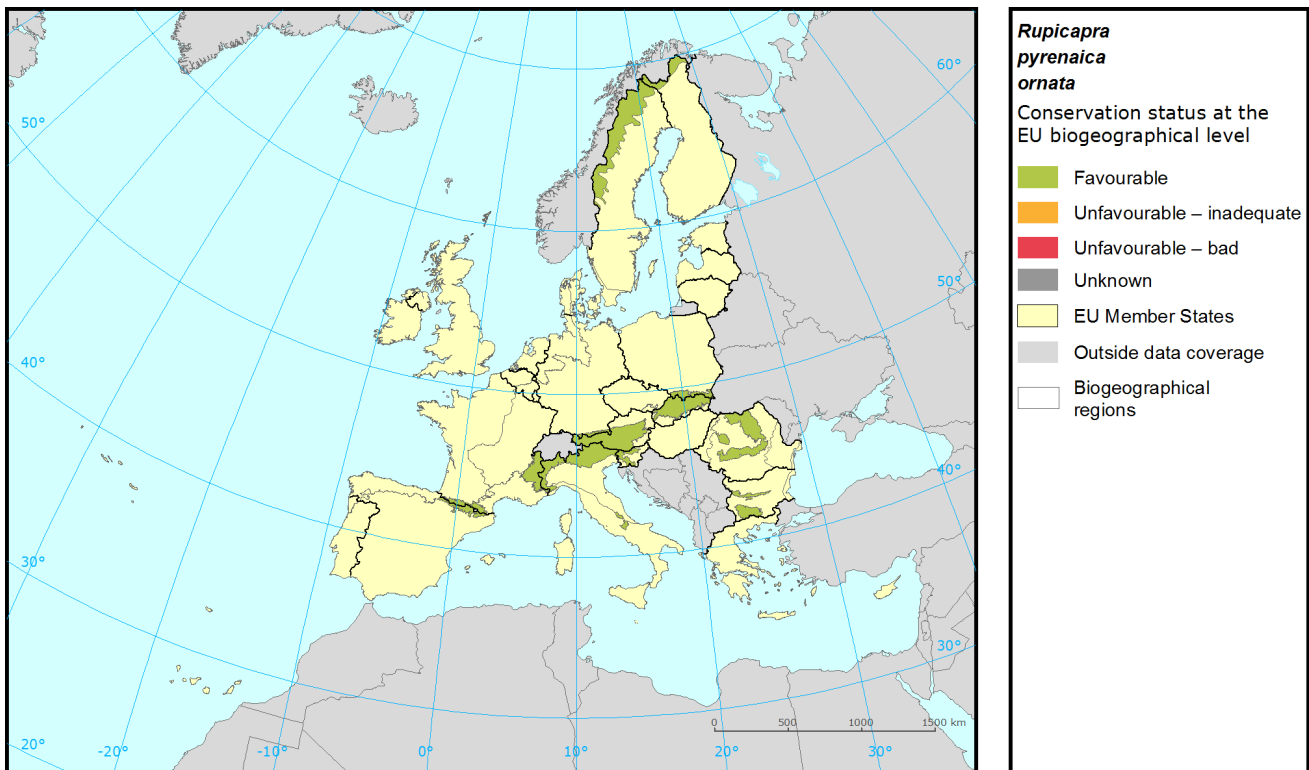 60°
50°
50°
40°
40°
30°
30°
20°
-20°
-10°
0°
10°
20°
30°
0 500 1000 1500 km
Rupicapra
pyrenaica
ornata
Conservation status at the
EU biogeographical level
Favourable
Unfavourable – inadequate
Unfavourable – bad
Unknown
EU Member States
Outside data coverage
Biogeographical
regions